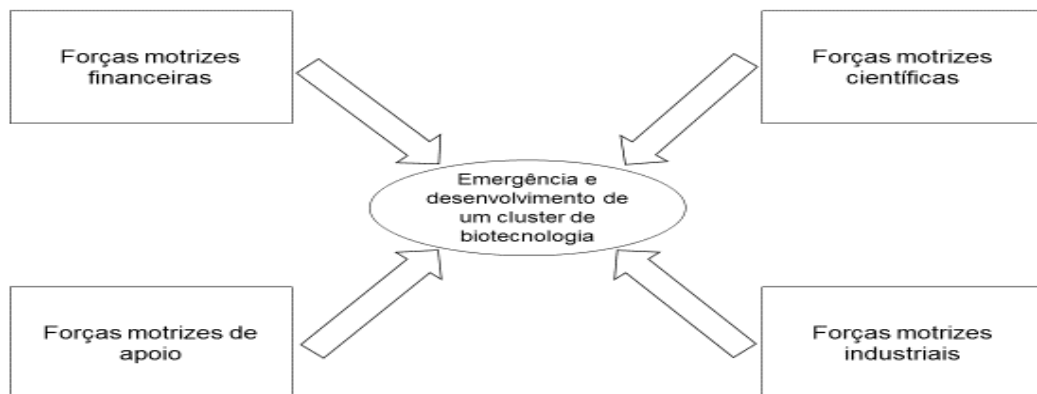 Forças motrizes
financeiras
Forças motrizes
científicas
Emergência e
desenvolvimento de
um cluster de
biotecnologia
Forças motrizes de
apoio
Forças motrizes
industriais